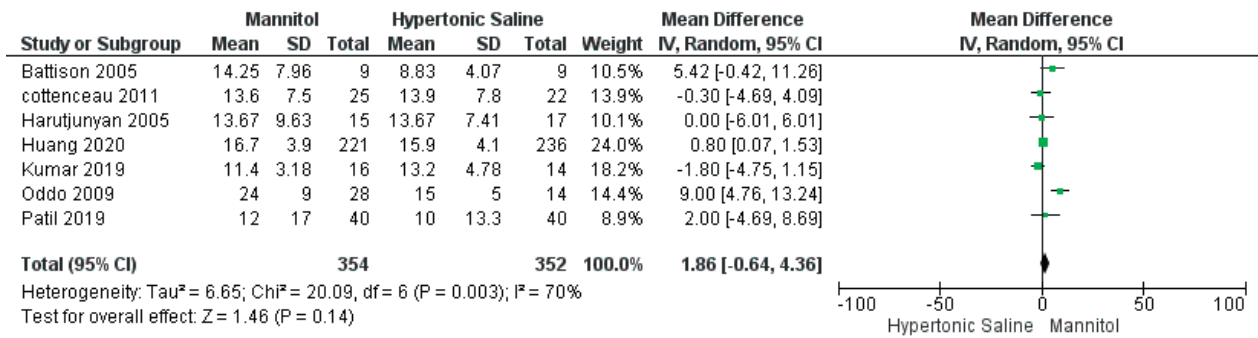 Mannitol Hypertonic Saline Mean Difference Mean Difference
Study or Subgroup Mean SD Total Mean SD Total Weight IV, Random, 95% CI IV, Random, 95% CI
Battison 2005 14.25 7.96 9 8.83 4.07 9 10.5% 5.42 [-0.42, 11.26]
cottenceau 2011 13.6 7.5 25 13.9 7.8 22 13.9% -0.30 [-4.69, 4.09]
Harutjunyan 2005 13.67 9.63 15 13.67 7.41 17 10.1% 0.00 [-6.01, 6.01]
Huang 2020 16.7 3.9 221 15.9 4.1 236 24.0% 0.80 [0.07, 1.53]
Kumar 2019 11.4 3.18 16 13.2 4.78 14 18.2% -1.80 [-4.75, 1.15]
Oddo 2009 24 9 28 15 5 14 14.4% 9.00 [4.76, 13.24]
Patil 2019 12 17 40 10 13.3 40 8.9% 2.00 [-4.69, 8.69]
Total (95% CI) 354 352 100.0% 1.86 [-0.64, 4.36]
Heterogeneity: Tau² = 6.65; Chi² = 20.09, df = 6 (P = 0.003); I² = 70%
Test for overall effect: Z = 1.46 (P = 0.14)
-100 -50 0 50 100
Hypertonic Saline Mannitol